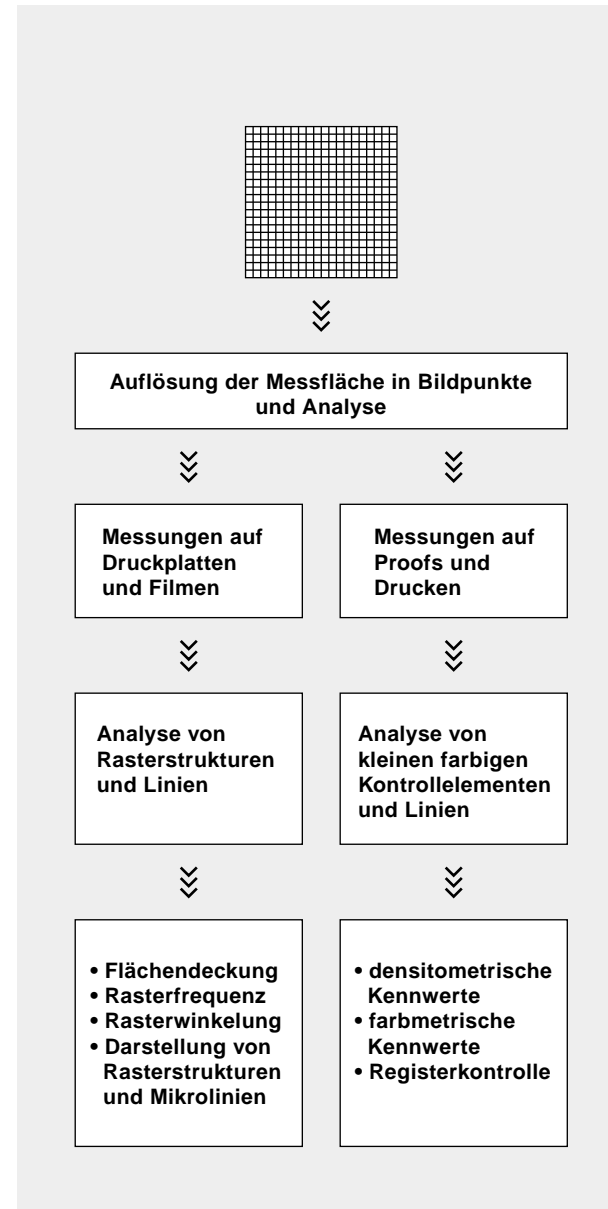 Auflösung der Messfläche in Bildpunkte
und Analyse
Messungen auf
Druckplatten
und Filmen
Messungen auf
Proofs und
Drucken
Analyse von
Rasterstrukturen
und Linien
Analyse von
kleinen farbigen
Kontrollelementen
und Linien
• Flächendeckung
• Rasterfrequenz
• Rasterwinkelung
• Darstellung von
Rasterstrukturen
und Mikrolinien
• densitometrische
Kennwerte
• farbmetrische
Kennwerte
• Registerkontrolle